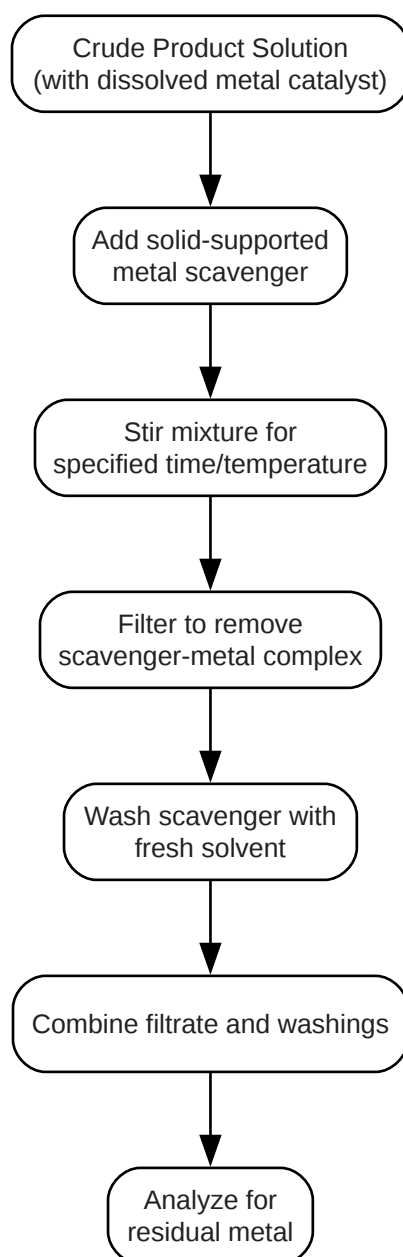 Crude Product Solution
(with dissolved metal catalyst)
Add solid-supported
metal scavenger
Stir mixture for
specified time/temperature
Filter to remove
scavenger-metal complex
Wash scavenger with
fresh solvent
Combine filtrate and washings
Analyze for
residual metal